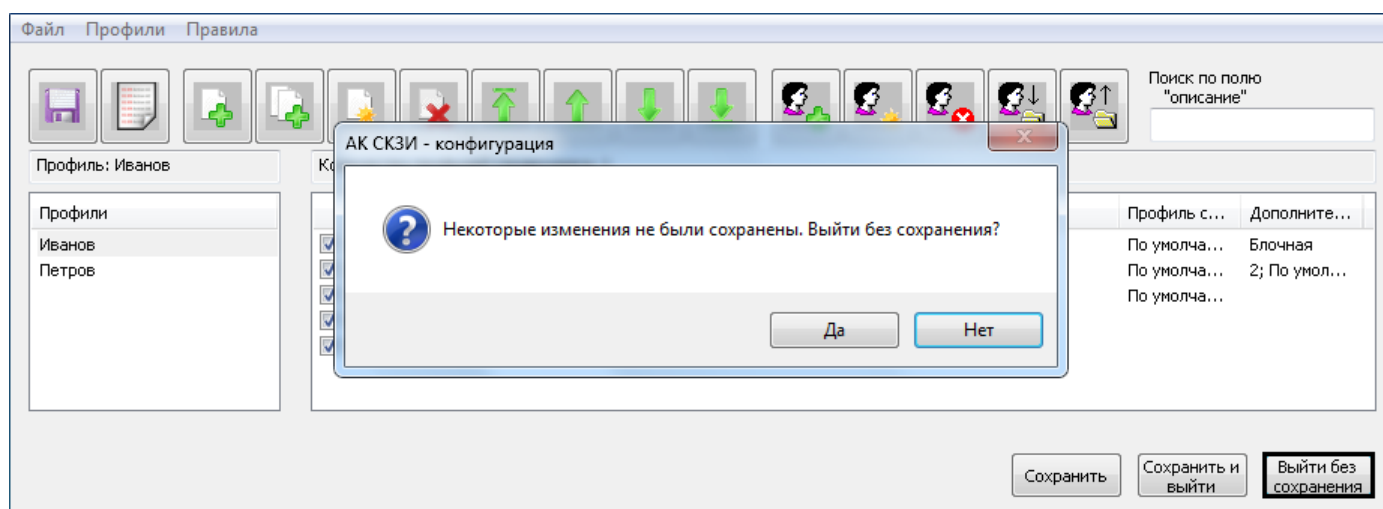 Файл Профили Правила
Поиск по полю
"описание"
АК СКЗИ - конфигурация
Профиль: Иванов
Профили
Профиль с... Дополните...
Некоторые изменения не были сохранены. Выйти без сохранения?
Иванов
По умолча... Блочная
Петров
По умолча... 2; По умол...
По умолча...
Да Нет
Сохранить
Сохранить и
выйти
Выйти без
сохранения